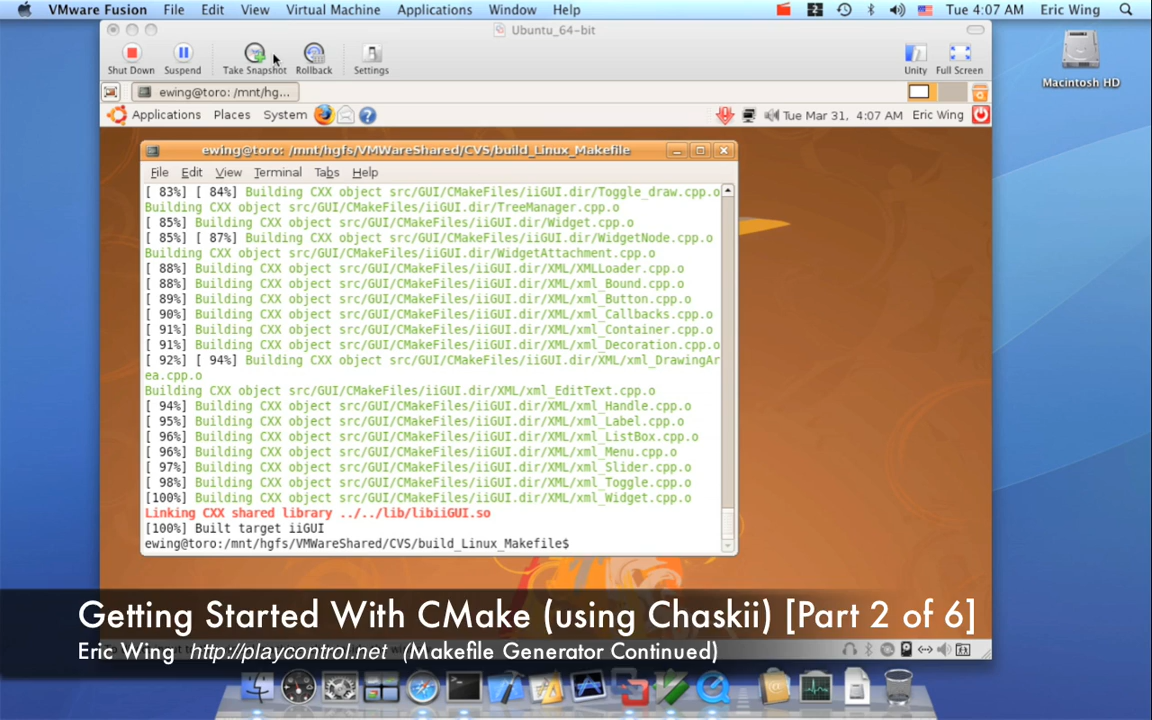 VMware Fusion File Edit View Virtual Machine Applications Window Help 2 Tue 4:07 AM Eric Wing
Ubuntu_64-bit
Shut Down Suspend Take Snapshot Rollback Settings Unity Full Screen
Macintosh HD
ewing@toro: /mnt/hg...
Applications Places System Tue Mar 31, 4:07 AM Eric Wing
ewing@toro: /mnt/hgfs/VMWareShared/CVS/build_Linux_Makefile
File Edit View Terminal Tabs Help
[ 83%] [ 84%] Building CXX object src/GUI/CMakeFiles/iiGUI.dir/Toggle_draw.cpp.o
Building CXX object src/GUI/CMakeFiles/iiGUI.dir/TreeManager.cpp.o
[ 85%] Building CXX object src/GUI/CMakeFiles/iiGUI.dir/Widget.cpp.o
[ 85%] [ 87%] Building CXX object src/GUI/CMakeFiles/iiGUI.dir/WidgetNode.cpp.o
Building CXX object src/GUI/CMakeFiles/iiGUI.dir/WidgetAttachment.cpp.o
[ 88%] Building CXX object src/GUI/CMakeFiles/iiGUI.dir/XML/XMLLoader.cpp.o
[ 88%] Building CXX object src/GUI/CMakeFiles/iiGUI.dir/XML/xml_Bound.cpp.o
[ 89%] Building CXX object src/GUI/CMakeFiles/iiGUI.dir/XML/xml_Button.cpp.o
[ 90%] Building CXX object src/GUI/CMakeFiles/iiGUI.dir/XML/xml_Callbacks.cpp.o
[ 91%] Building CXX object src/GUI/CMakeFiles/iiGUI.dir/XML/xml_Container.cpp.o
[ 91%] Building CXX object src/GUI/CMakeFiles/iiGUI.dir/XML/xml_Decoration.cpp.o
[ 92%] [ 94%] Building CXX object src/GUI/CMakeFiles/iiGUI.dir/XML/xml_DrawingAr
ea.cpp.o
Building CXX object src/GUI/CMakeFiles/iiGUI.dir/XML/xml_EditText.cpp.o
[ 94%] Building CXX object src/GUI/CMakeFiles/iiGUI.dir/XML/xml_Handle.cpp.o
[ 95%] Building CXX object src/GUI/CMakeFiles/iiGUI.dir/XML/xml_Label.cpp.o
[ 96%] Building CXX object src/GUI/CMakeFiles/iiGUI.dir/XML/xml_ListBox.cpp.o
[ 96%] Building CXX object src/GUI/CMakeFiles/iiGUI.dir/XML/xml_Menu.cpp.o
[ 97%] Building CXX object src/GUI/CMakeFiles/iiGUI.dir/XML/xml_Slider.cpp.o
[ 98%] Building CXX object src/GUI/CMakeFiles/iiGUI.dir/XML/xml_Toggle.cpp.o
[100%] Building CXX object src/GUI/CMakeFiles/iiGUI.dir/XML/xml_Widget.cpp.o
Linking CXX shared library ../../lib/libiiGUI.so
[100%] Built target iiGUI
ewing@toro:/mnt/hgfs/VMWareShared/CVS/build_Linux_Makefile$
Getting Started With CMake (using Chaskii) [Part 2 of 6]
Eric Wing http://playcontrol.net (Makefile Generator Continued)